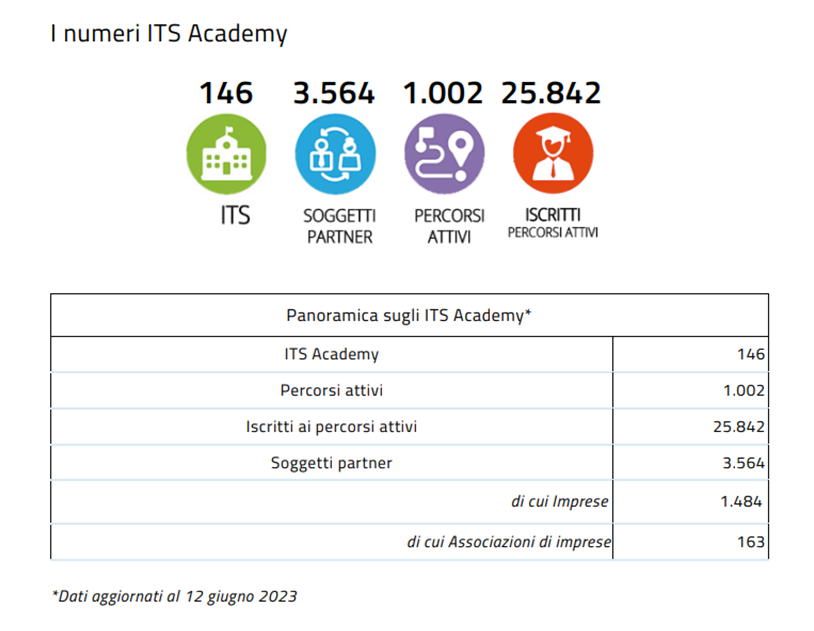 I numeri ITS Academy
146 3.564 1.002 25.842
ITS
SOGGETTI
PARTNER
PERCORSI
ATTIVI
ISCRITTI
PERCORSI ATTIVI
Panoramica sugli ITS Academy*
ITS Academy 146
Percorsi attivi 1.002
Iscritti ai percorsi attivi 25.842
Soggetti partner 3.564
di cui Imprese 1.484
di cui Associazioni di imprese 163
*Dati aggiornati al 12 giugno 2023